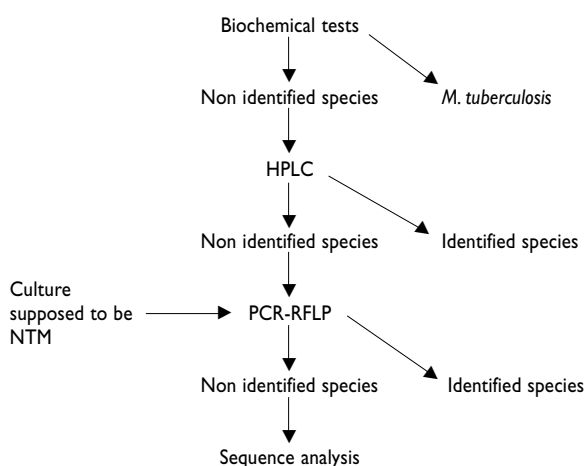 Biochemical tests
Non identified species
M. tuberculosis
HPLC
Non identified species
Identified species
Culture
supposed to be
NTM
PCR-RFLP
Non identified species
Identified species
Sequence analysis